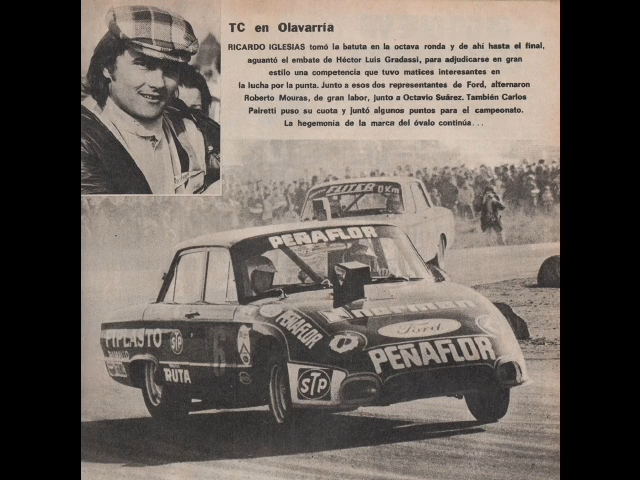 TC en Olavarría
RICARDO IGLESIAS tomó la batuta en la octava ronda y de ahí hasta el final,
aguantó el embate de Héctor Luis Gradassi, para adjudicarse en gran
estilo una competencia que tuvo matices interesantes en
la lucha por la punta. Junto a esos dos representantes de Ford, alternaron
Roberto Mouras, de gran labor, junto a Octavio Suárez. También Carlos
Pairetti puso su cuota y juntó algunos puntos para el campeonato.
La hegemonía de la marca del óvalo continúa...
PEÑAFLOR
PEÑAFLOR
Ford
PEÑAFLOR
STP
STP
RUTA
6